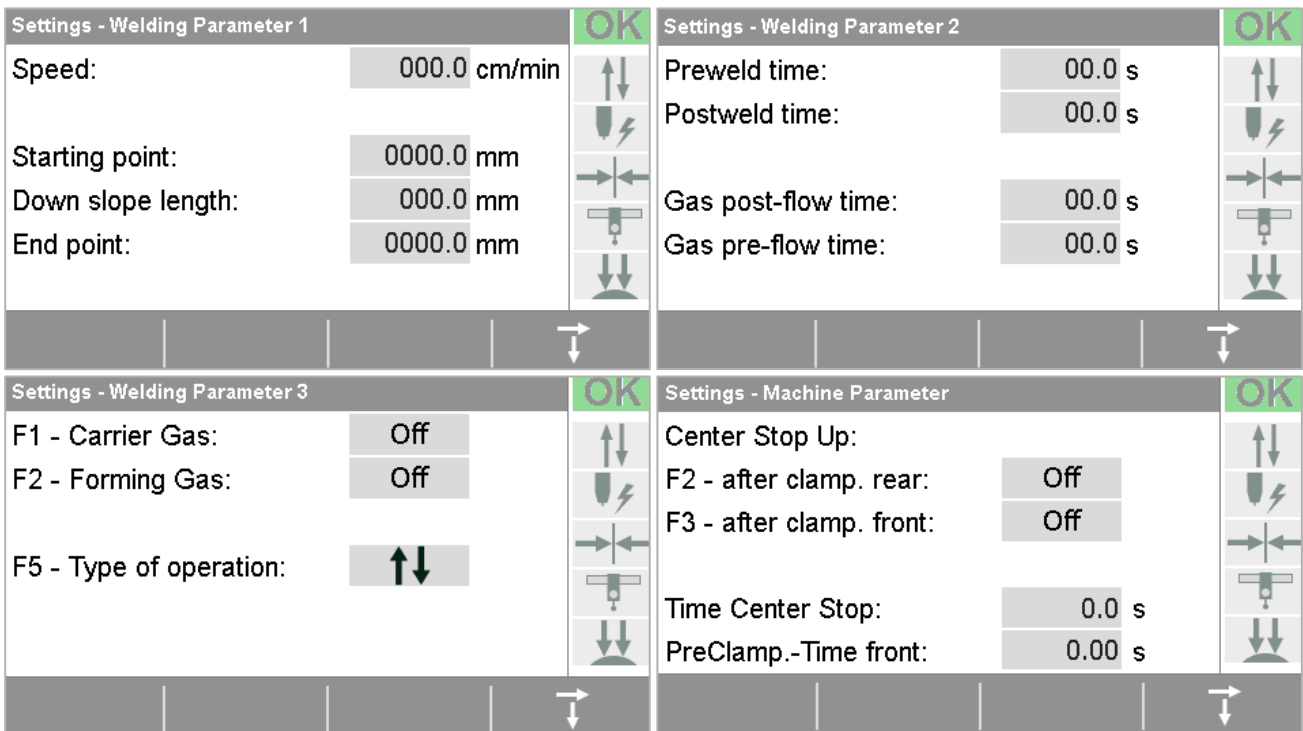 Settings - Welding Parameter 1 OK
Speed: 000.0 cm/min
Starting point: 0000.0 mm
Down slope length: 000.0 mm
End point: 0000.0 mm
Settings - Welding Parameter 2 OK
Preweld time: 00.0 s
Postweld time: 00.0 s
Gas post-flow time: 00.0 s
Gas pre-flow time: 00.0 s
Settings - Welding Parameter 3 OK
F1 - Carrier Gas: Off
F2 - Forming Gas: Off
F5 - Type of operation:
Settings - Machine Parameter OK
Center Stop Up:
F2 - after clamp. rear: Off
F3 - after clamp. front: Off
Time Center Stop: 0.0 s
PreClamp.-Time front: 0.00 s